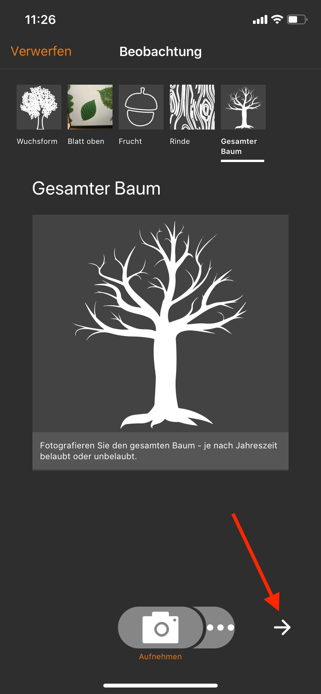 11:26
Verwerfen
Beobachtung
Wuchsform
Blatt oben
Frucht
Rinde
Gesamter
Baum
Gesamter Baum
Fotografieren Sie den gesamten Baum – je nach Jahreszeit
belaubt oder unbelaubt.
Aufnehmen